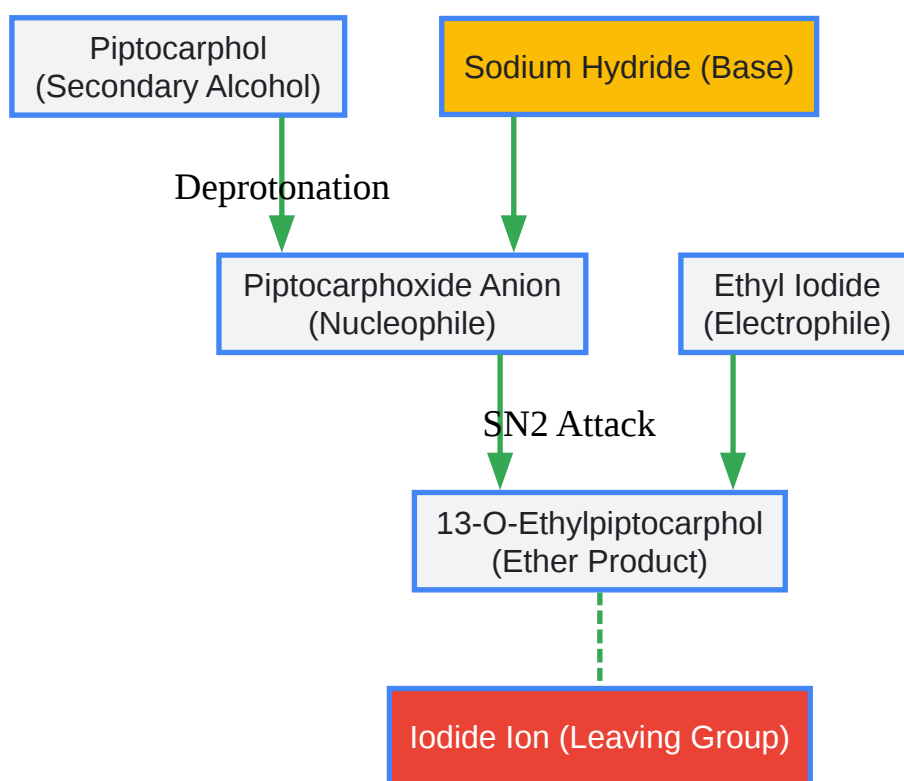 Piptocarphol
(Secondary Alcohol)
Sodium Hydride (Base)
Deprotonation
Piptocarphoxide Anion
(Nucleophile)
Ethyl Iodide
(Electrophile)
SN2 Attack
13-O-Ethylpiptocarphol
(Ether Product)
Iodide Ion (Leaving Group)